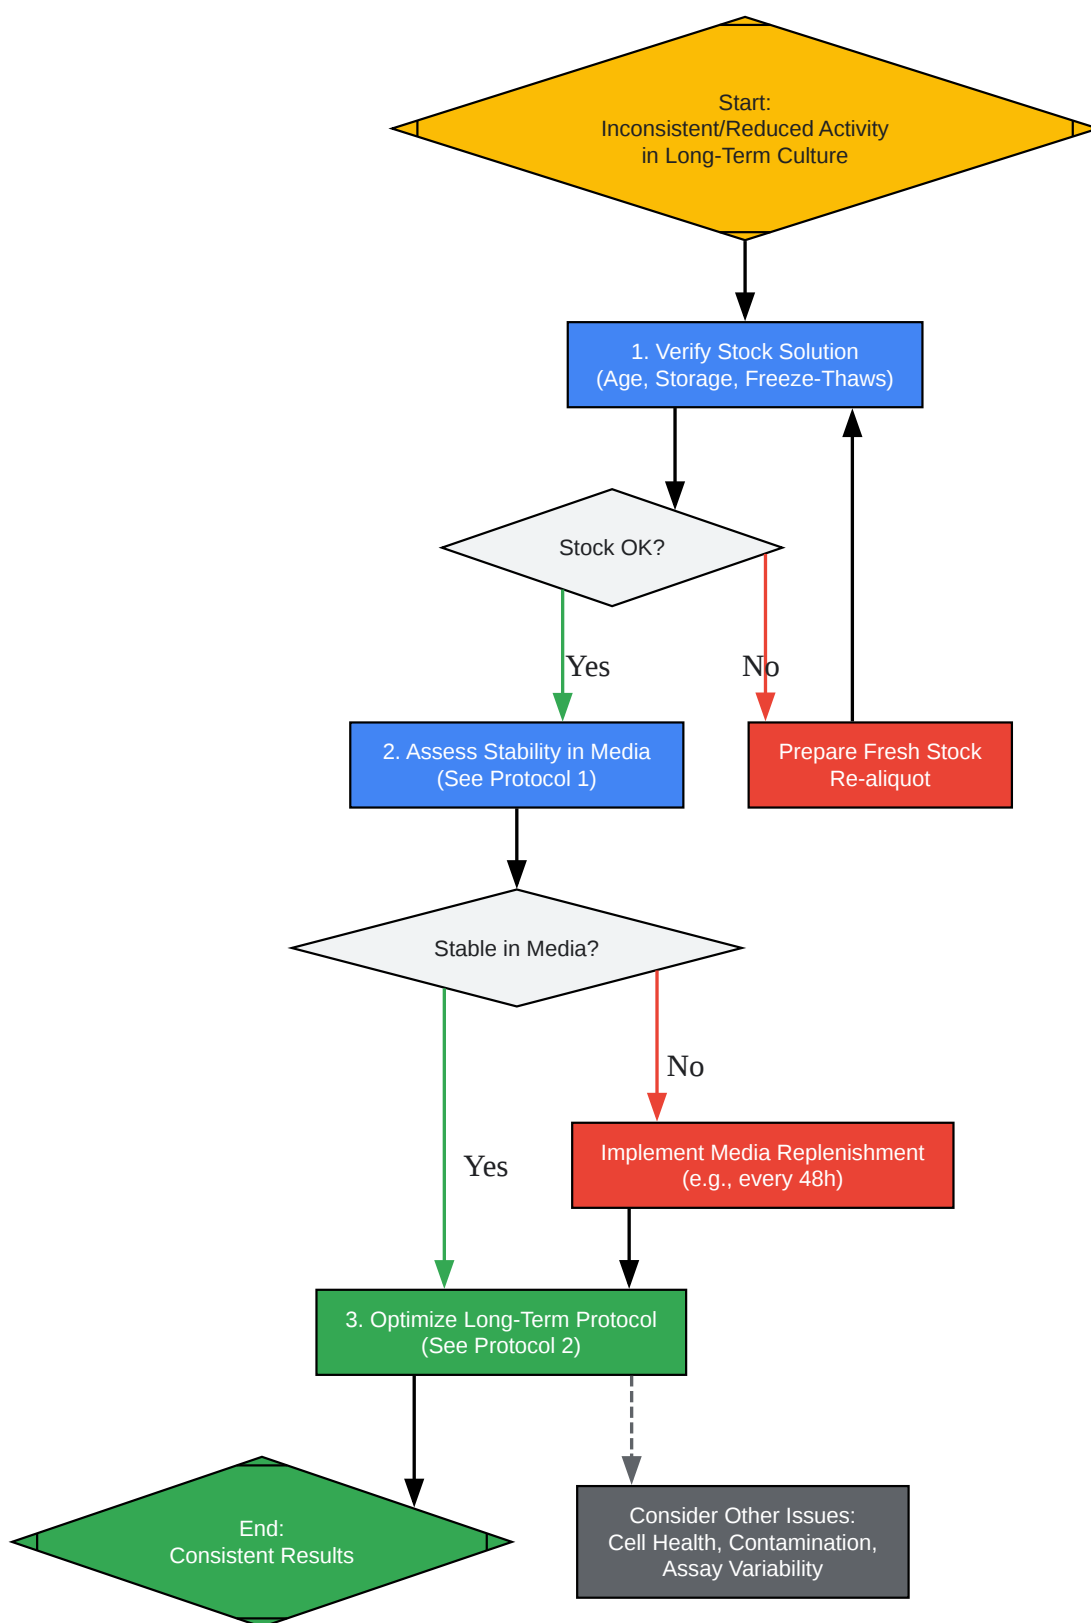 Start:
Inconsistent/Reduced Activity
in Long-Term Culture
1. Verify Stock Solution
(Age, Storage, Freeze-Thaws)
Stock OK?
Yes
No
2. Assess Stability in Media
(See Protocol 1)
Prepare Fresh Stock
Re-aliquot
Stable in Media?
No
Yes
Implement Media Replenishment
(e.g., every 48h)
3. Optimize Long-Term Protocol
(See Protocol 2)
End:
Consistent Results
Consider Other Issues:
Cell Health, Contamination,
Assay Variability